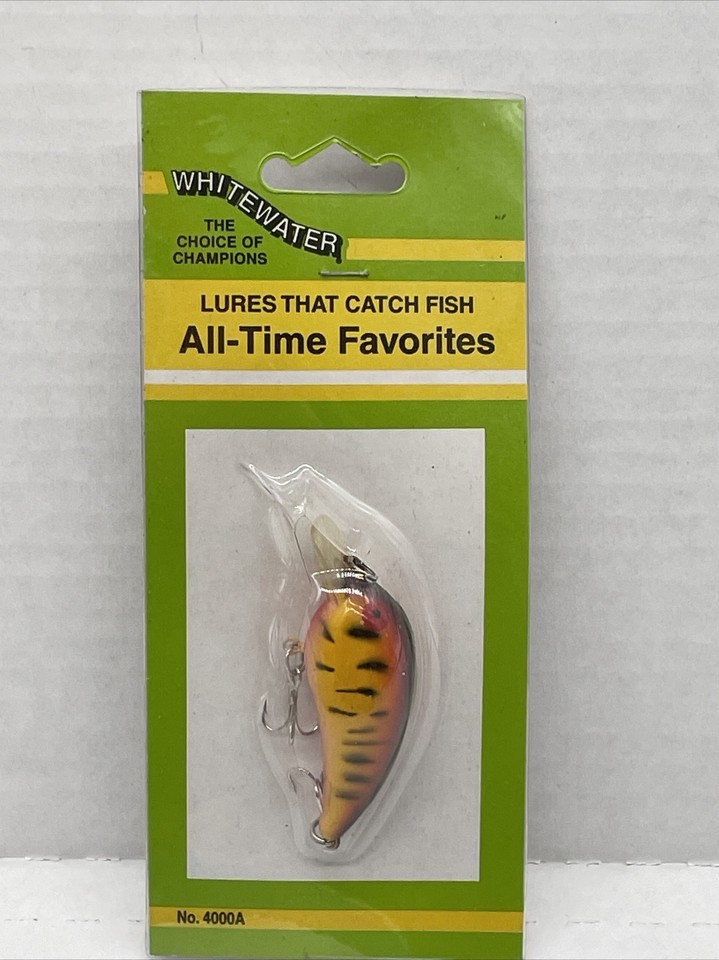 WHITEWATER
THE
CHOICE OF
CHAMPIONS
LURES THAT CATCH FISH
All-Time Favorites
No. 4000A